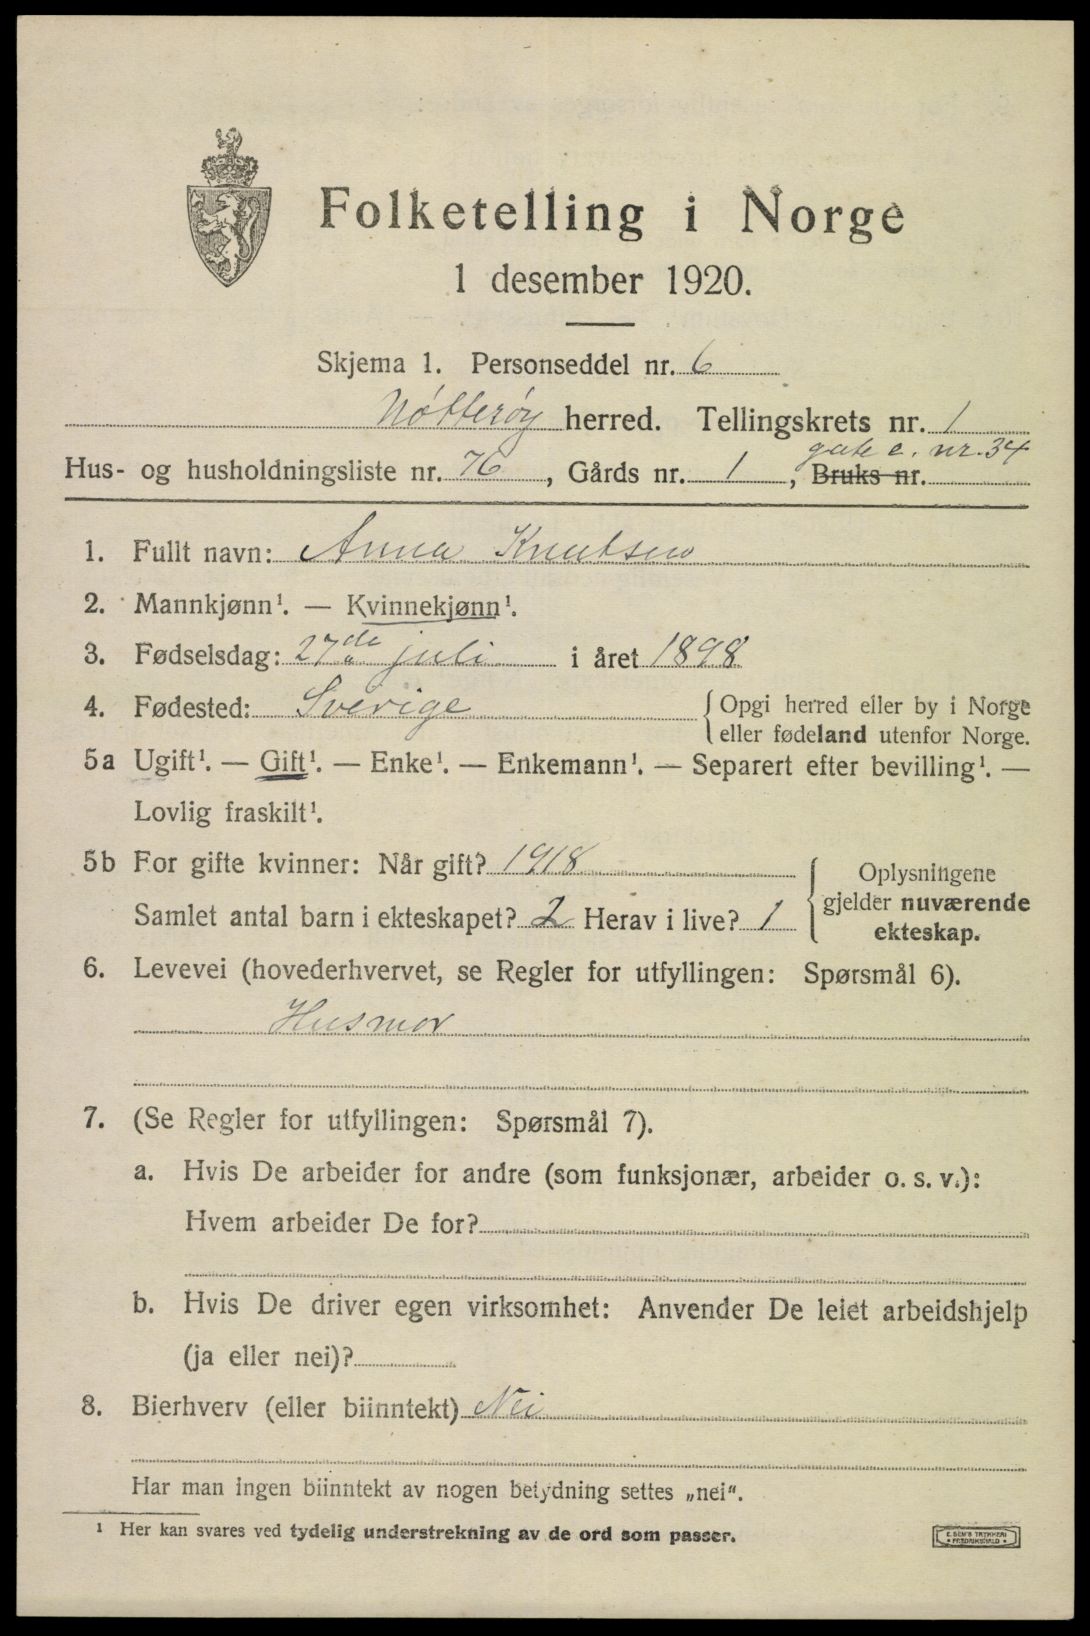 Folketelling i Norge
1 desember 1920.
Skjema 1. Personseddel nr. 6
Nötteröy herred. Tellingskrets nr. 1
gate c. nr. 34
Hus- og husholdningsliste nr. 76, Gårds nr. 1, Bruks nr.
1. Fullt navn: Anna Knutsen
2. Mannkjønn¹. — Kvinnekjønn¹.
3. Fødselsdag: 27de juli i året 1898
4. Fødested: Sverige {Opgi herred eller by i Norge
eller fødeland utenfor Norge.
5a Ugift¹. — Gift¹. — Enke¹. — Enkemann¹. — Separert efter bevilling¹. —
Lovlig fraskilt¹.
5b For gifte kvinner: Når gift? 1918
Samlet antal barn i ekteskapet? 2 Herav i live? 1
{Oplysningene
gjelder nuværende
ekteskap.
6. Levevei (hovederhvervet, se Regler for utfyllingen: Spørsmål 6).
Husmor
7. (Se Regler for utfyllingen: Spørsmål 7).
a. Hvis De arbeider for andre (som funksjonær, arbeider o. s. v.):
Hvem arbeider De for?
b. Hvis De driver egen virksomhet: Anvender De leiet arbeidshjelp
(ja eller nei)?
8. Bierhverv (eller biinntekt) Nei
Har man ingen biinntekt av nogen betydning settes „nei“.
¹ Her kan svares ved tydelig understrekning av de ord som passer.
E. SEM'S TRYKKERI
• FREDRIKSHALD •